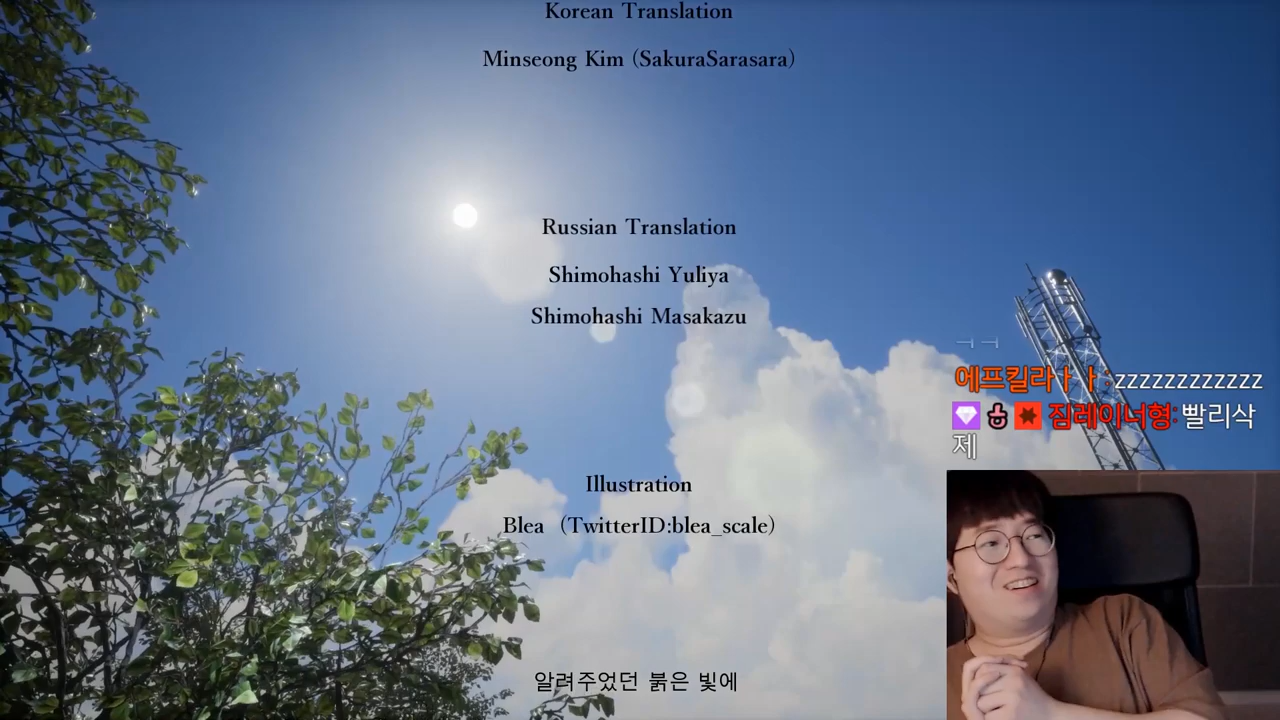 Korean Translation
Minseong Kim (SakuraSarasara)
Russian Translation
Shimohashi Yuliya
Shimohashi Masakazu
ㅋㅋ
에프킬라ㅏㅏ: zzzzzzzzzzzz
짐레이너형: 빨리삭
제
Illustration
Blea (TwitterID:blea_scale)
알려주었던 붉은 빛에